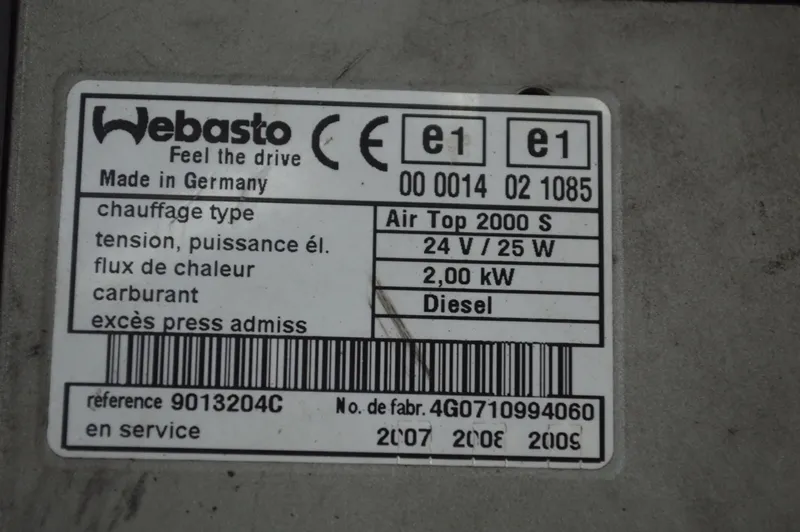 Webasto
Feel the drive
CE e1 e1
Made in Germany 00 0014 02 1085
chauffage type Air Top 2000 S
tension, puissance él. 24 V / 25 W
flux de chaleur 2,00 kW
carburant Diesel
excès press admiss
reference 9013204C No. de fabr. 4G0710994060
en service 2007 2008 2009